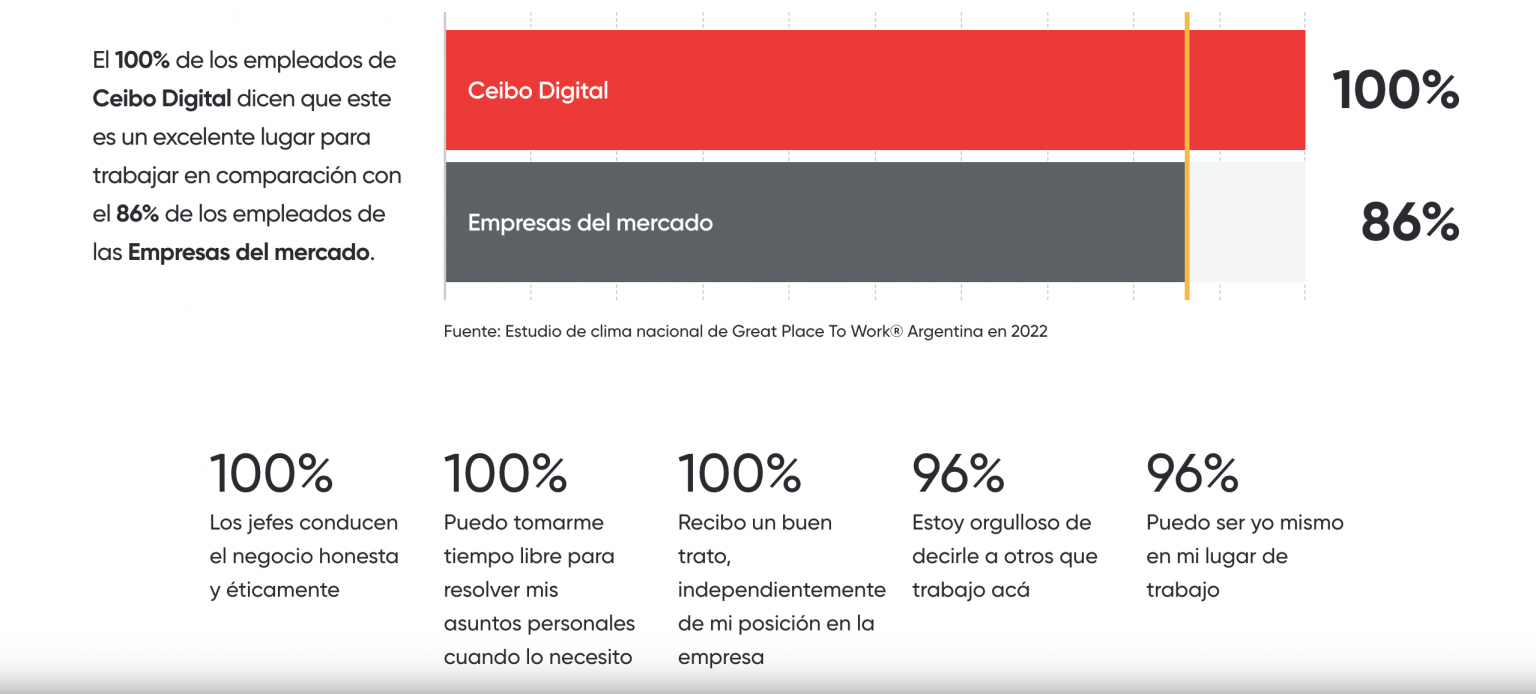 El 100% de los empleados de
Ceibo Digital dicen que este
es un excelente lugar para
trabajar en comparación con
el 86% de los empleados de
las Empresas del mercado.
Ceibo Digital
100%
Empresas del mercado
86%
Fuente: Estudio de clima nacional de Great Place To Work® Argentina en 2022
100%
Los jefes conducen
el negocio honesta
y éticamente
100%
Puedo tomarme
tiempo libre para
resolver mis
asuntos personales
cuando lo necesito
100%
Recibo un buen
trato,
independientemente
de mi posición en la
empresa
96%
Estoy orgulloso de
decirle a otros que
trabajo acá
96%
Puedo ser yo mismo
en mi lugar de
trabajo